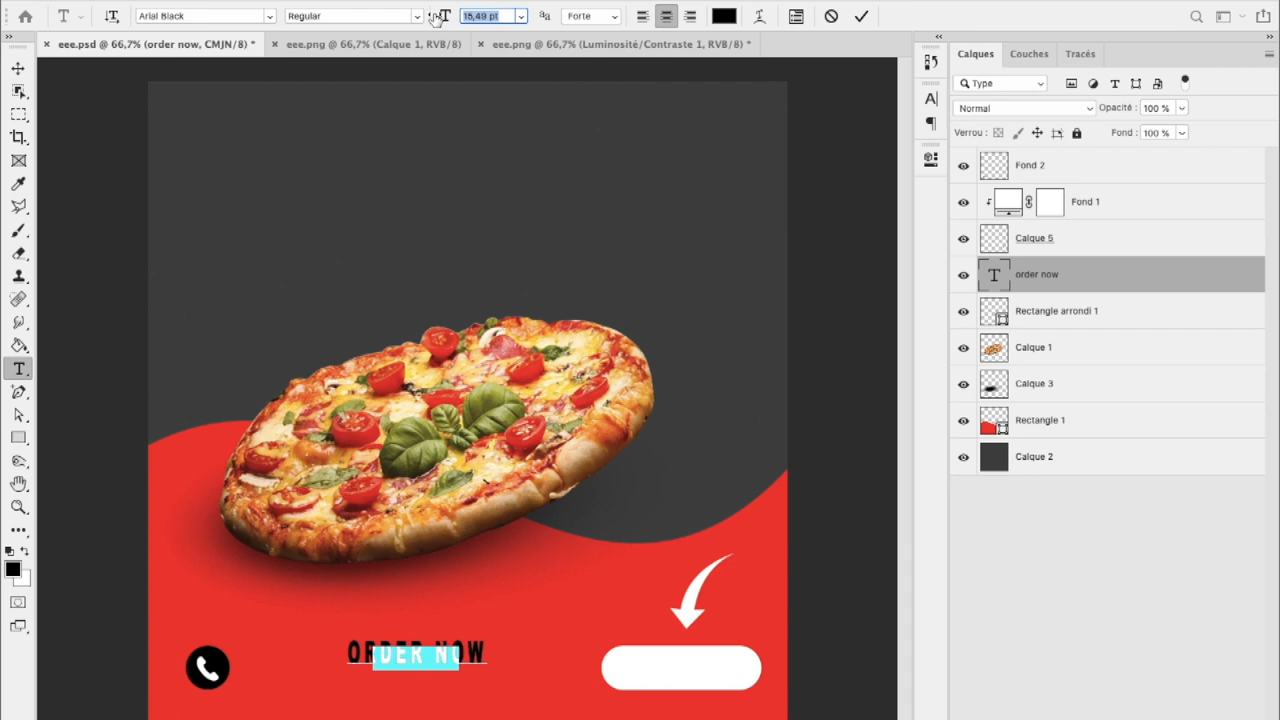 Arial Black Regular 15,49 pt aa Forte
eee.psd @ 66,7% (order now, CMJN/8) * eee.png @ 66,7% (Calque 1, RVB/8) eee.png @ 66,7% (Luminosité/Contraste 1, RVB/8) *
Calques Couches Tracés
Type
Normal Opacité : 100 %
Verrou : Fond : 100 %
Fond 2
Fond 1
Calque 5
order now
Rectangle arrondi 1
Calque 1
Calque 3
Rectangle 1
Calque 2
ORDER NOW